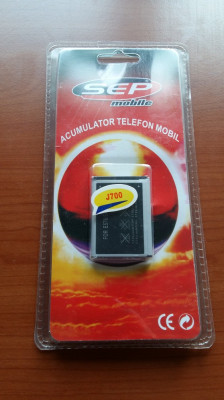 SEP
mobile
ACUMULATOR TELEFON MOBIL
J700
CE